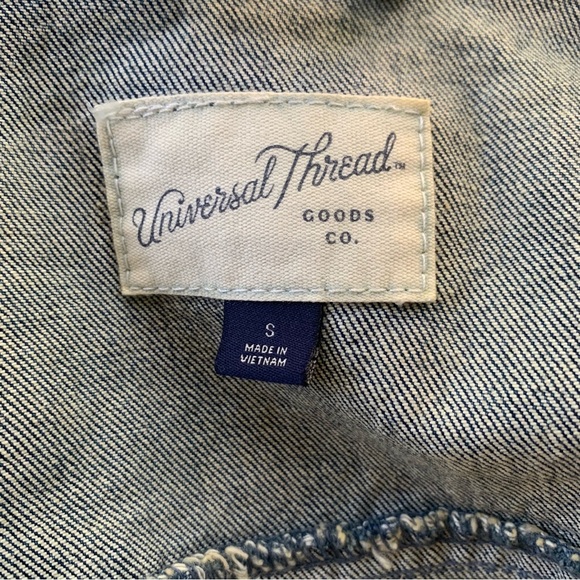 Universal Thread™
GOODS
CO.
S
MADE IN
VIETNAM